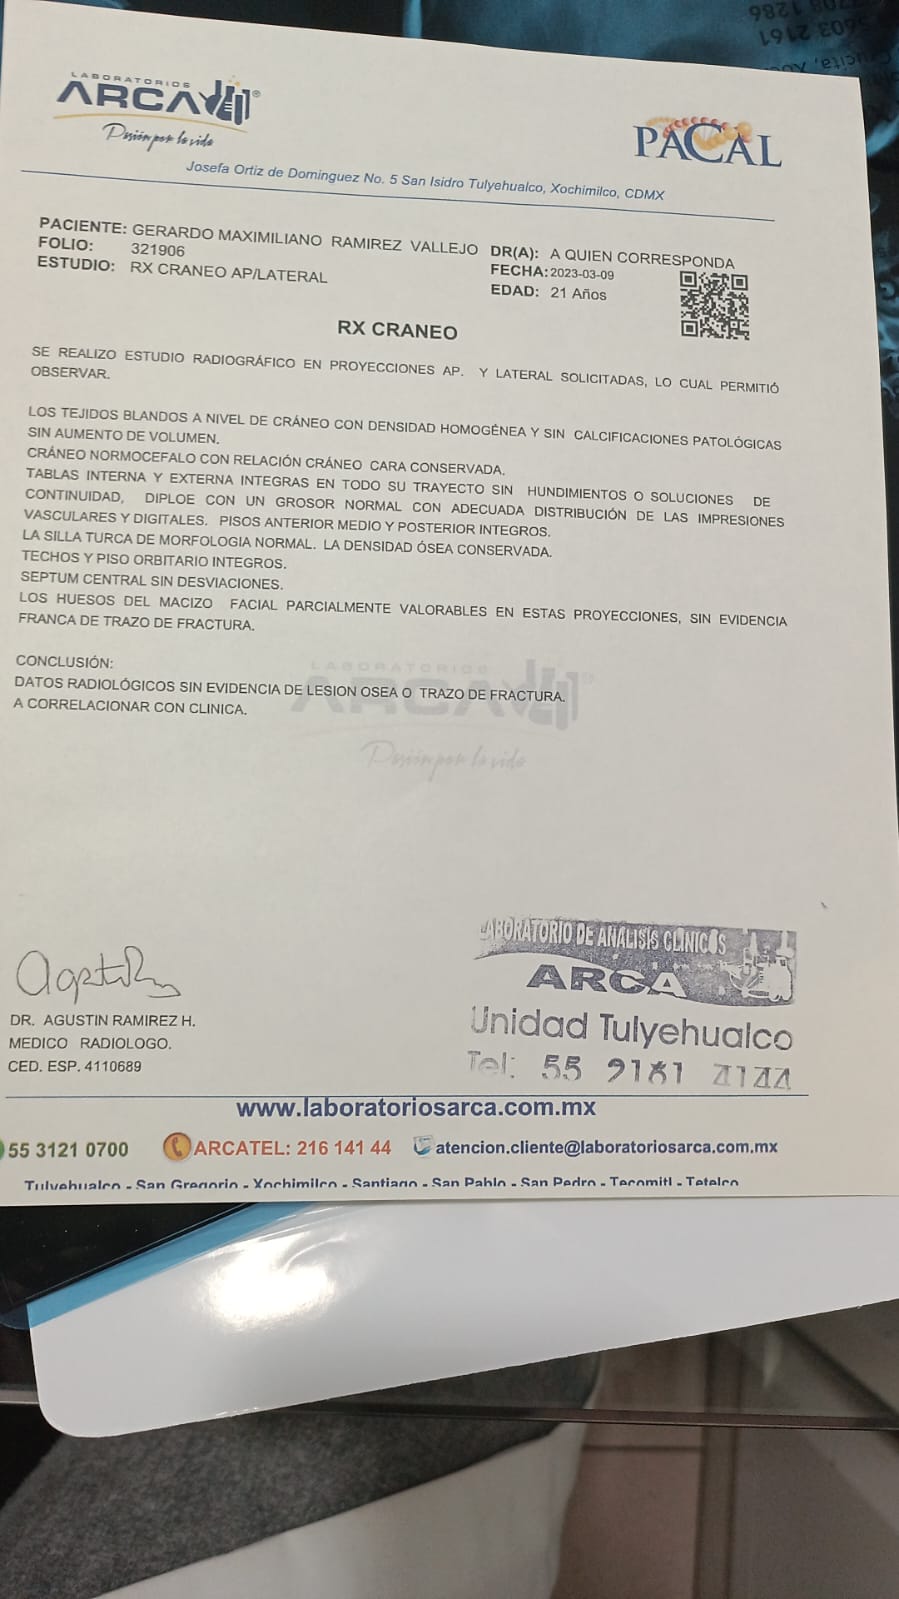 9821 8071
1912 3603
LABORATORIOS
ARCA®
Pasión por la vida
PACAL
Josefa Ortiz de Dominguez No. 5 San Isidro Tulyehualco, Xochimilco, CDMX
PACIENTE: GERARDO MAXIMILIANO RAMIREZ VALLEJO DR(A): A QUIEN CORRESPONDA
FOLIO: 321906 FECHA: 2023-03-09
ESTUDIO: RX CRANEO AP/LATERAL EDAD: 21 Años
RX CRANEO
SE REALIZO ESTUDIO RADIOGRÁFICO EN PROYECCIONES AP. Y LATERAL SOLICITADAS, LO CUAL PERMITIÓ
OBSERVAR.
LOS TEJIDOS BLANDOS A NIVEL DE CRÁNEO CON DENSIDAD HOMOGÉNEA Y SIN CALCIFICACIONES PATOLÓGICAS
SIN AUMENTO DE VOLUMEN.
CRÁNEO NORMOCEFALO CON RELACIÓN CRÁNEO CARA CONSERVADA.
TABLAS INTERNA Y EXTERNA INTEGRAS EN TODO SU TRAYECTO SIN HUNDIMIENTOS O SOLUCIONES DE
CONTINUIDAD, DIPLOE CON UN GROSOR NORMAL CON ADECUADA DISTRIBUCIÓN DE LAS IMPRESIONES
VASCULARES Y DIGITALES. PISOS ANTERIOR MEDIO Y POSTERIOR INTEGROS.
LA SILLA TURCA DE MORFOLOGIA NORMAL. LA DENSIDAD ÓSEA CONSERVADA.
TECHOS Y PISO ORBITARIO INTEGROS.
SEPTUM CENTRAL SIN DESVIACIONES.
LOS HUESOS DEL MACIZO FACIAL PARCIALMENTE VALORABLES EN ESTAS PROYECCIONES, SIN EVIDENCIA
FRANCA DE TRAZO DE FRACTURA.
CONCLUSIÓN:
DATOS RADIOLÓGICOS SIN EVIDENCIA DE LESION OSEA O TRAZO DE FRACTURA.
A CORRELACIONAR CON CLINICA.
LABORATORIOS
ARCA®
Pasión por la vida
DR. AGUSTIN RAMIREZ H.
MEDICO RADIOLOGO.
CED. ESP. 4110689
LABORATORIO DE ANALISIS CLINICOS
ARCA
Unidad Tulyehualco
Tel: 55 2161 4144
www.laboratoriosarca.com.mx
55 3121 0700 ARCATEL: 216 141 44 atencion.cliente@laboratoriosarca.com.mx
Tulyehualco - San Gregorio - Xochimilco - Santiago - San Pablo - San Pedro - Tecomitl - Tetelco